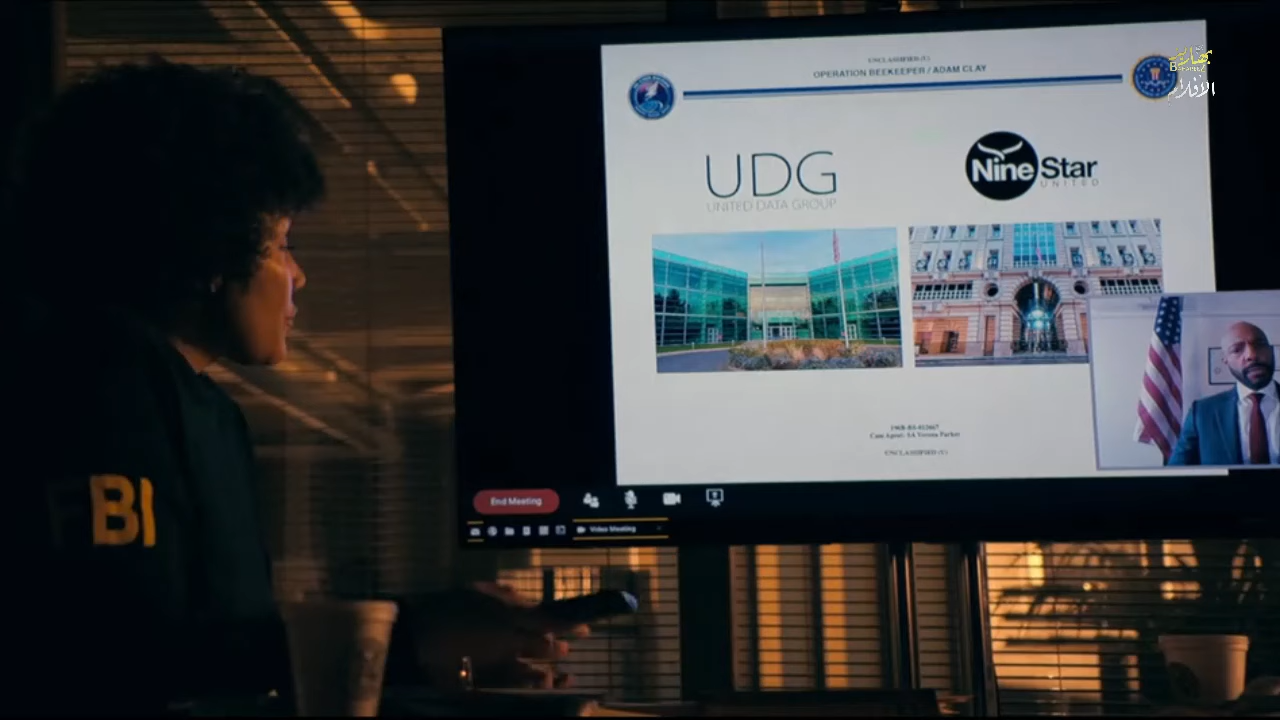 UNCLASSIFIED (U)
OPERATION BEEKEEPER / ADAM CLAY
UDG
UNITED DATA GROUP
Nine Star
UNITED
Case Agent: SA Verona Parker
UNCLASSIFIED (U)
End Meeting
Video Meeting
FBI
الأفلام